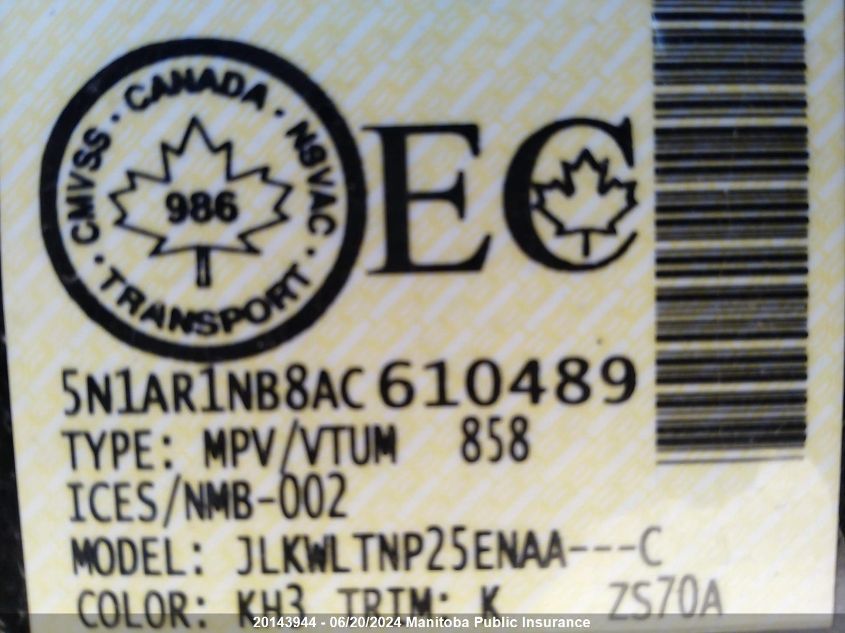 CMVSS · CANADA · NSVAC · TRANSPORT ·
986
EC
5N1AR1NB8AC610489
TYPE: MPV/VTUM 858
ICES/NMB-002
MODEL: JLKWLTNP25ENAA---C
COLOR: KH3 TRIM: K ZS70A
20143944 - 06/20/2024 Manitoba Public Insurance